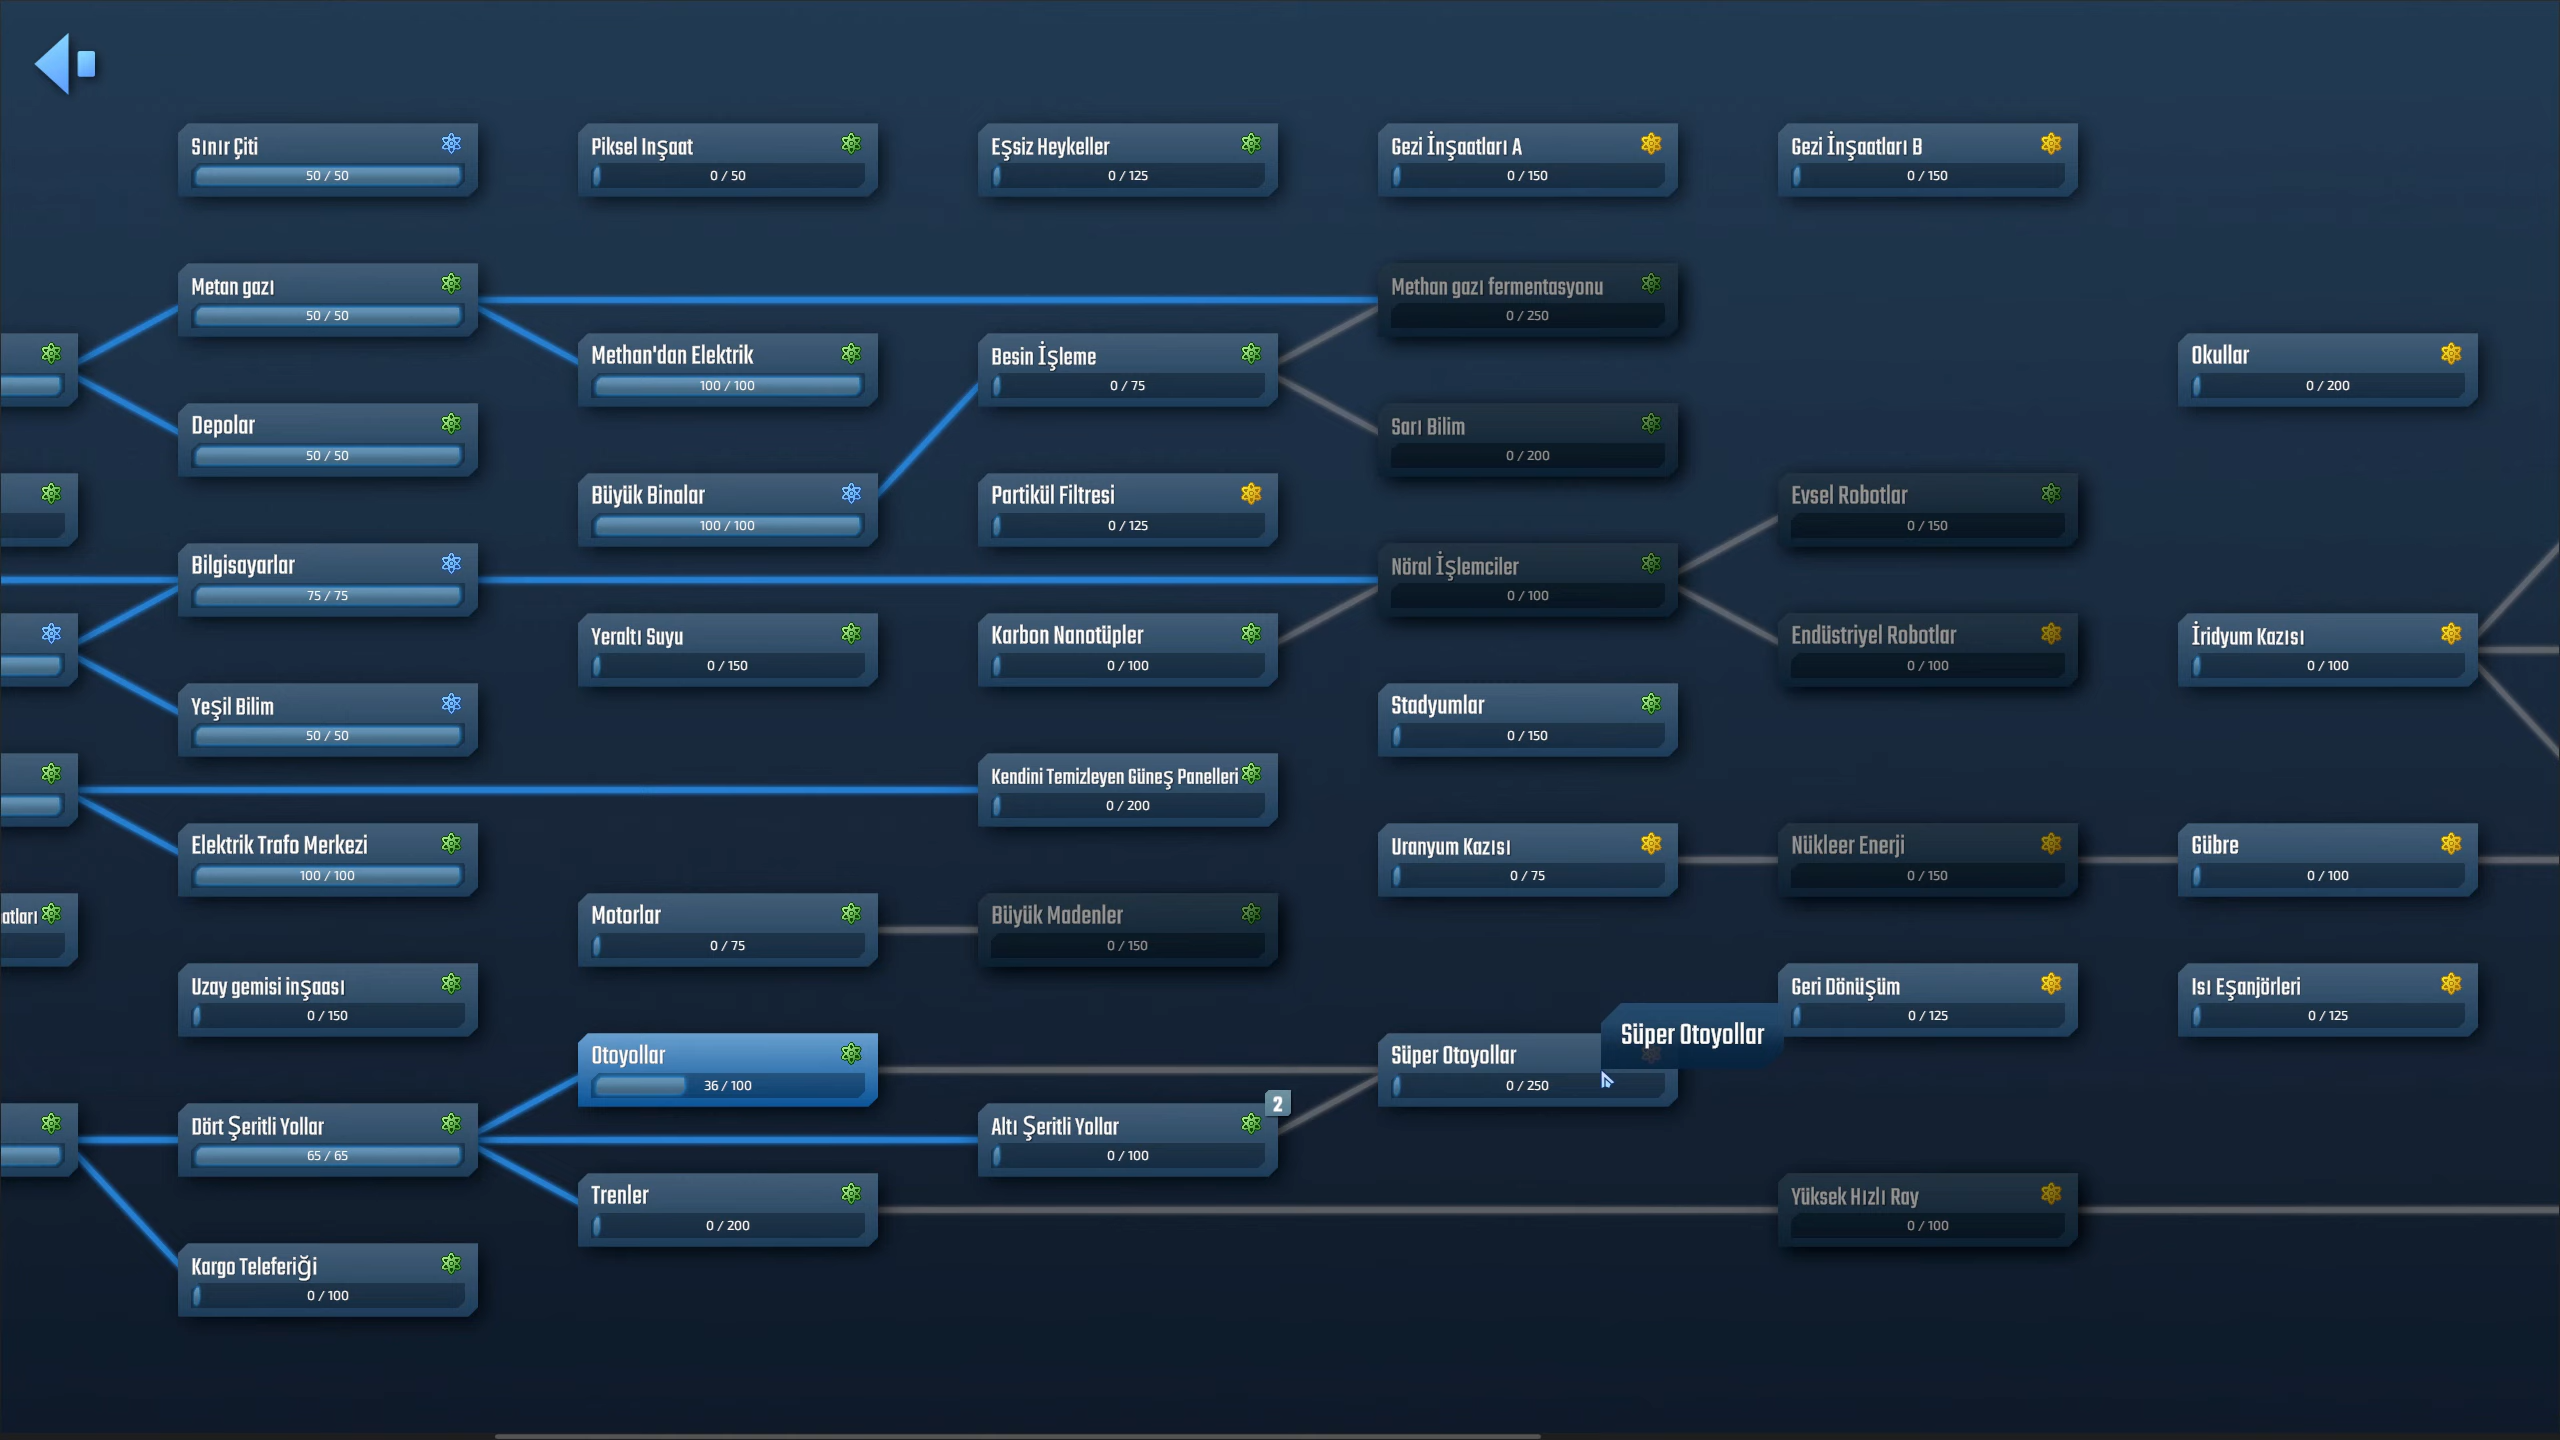 Sınır Çiti
50 / 50
Piksel Inşaat
0 / 50
Eşsiz Heykeller
0 / 125
Gezi İnşaatları A
0 / 150
Gezi İnşaatları B
0 / 150
Metan gazı
50 / 50
Methan gazı fermentasyonu
0 / 250
Methan'dan Elektrik
100 / 100
Besin İşleme
0 / 75
Okullar
0 / 200
Depolar
50 / 50
Sarı Bilim
0 / 200
Büyük Binalar
100 / 100
Partikül Filtresi
0 / 125
Evsel Robotlar
0 / 150
Bilgisayarlar
75 / 75
Nöral İşlemciler
0 / 100
Yeraltı Suyu
0 / 150
Karbon Nanotüpler
0 / 100
Endüstriyel Robotlar
0 / 100
İridyum Kazısı
0 / 100
Yeşil Bilim
50 / 50
Stadyumlar
0 / 150
Kendini Temizleyen Güneş Panelleri
0 / 200
Elektrik Trafo Merkezi
100 / 100
Uranyum Kazısı
0 / 75
Nükleer Enerji
0 / 150
Gübre
0 / 100
atları
Motorlar
0 / 75
Büyük Madenler
0 / 150
Uzay gemisi inşaası
0 / 150
Geri Dönüşüm
0 / 125
Isı Eşanjörleri
0 / 125
Otoyollar
36 / 100
Süper Otoyollar
0 / 250
Süper Otoyollar
Dört Şeritli Yollar
65 / 65
2
Altı Şeritli Yollar
0 / 100
Trenler
0 / 200
Yüksek Hızlı Ray
0 / 100
Kargo Teleferiği
0 / 100